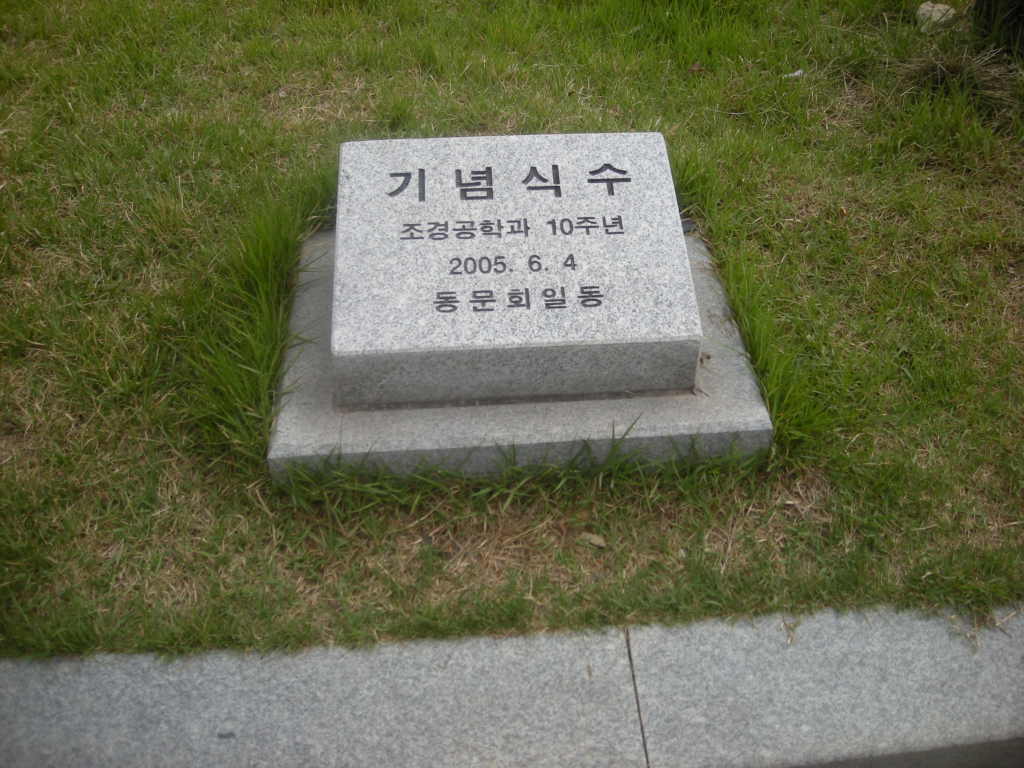 기념식수
조경공학과 10주년
2005. 6. 4
동문회일동